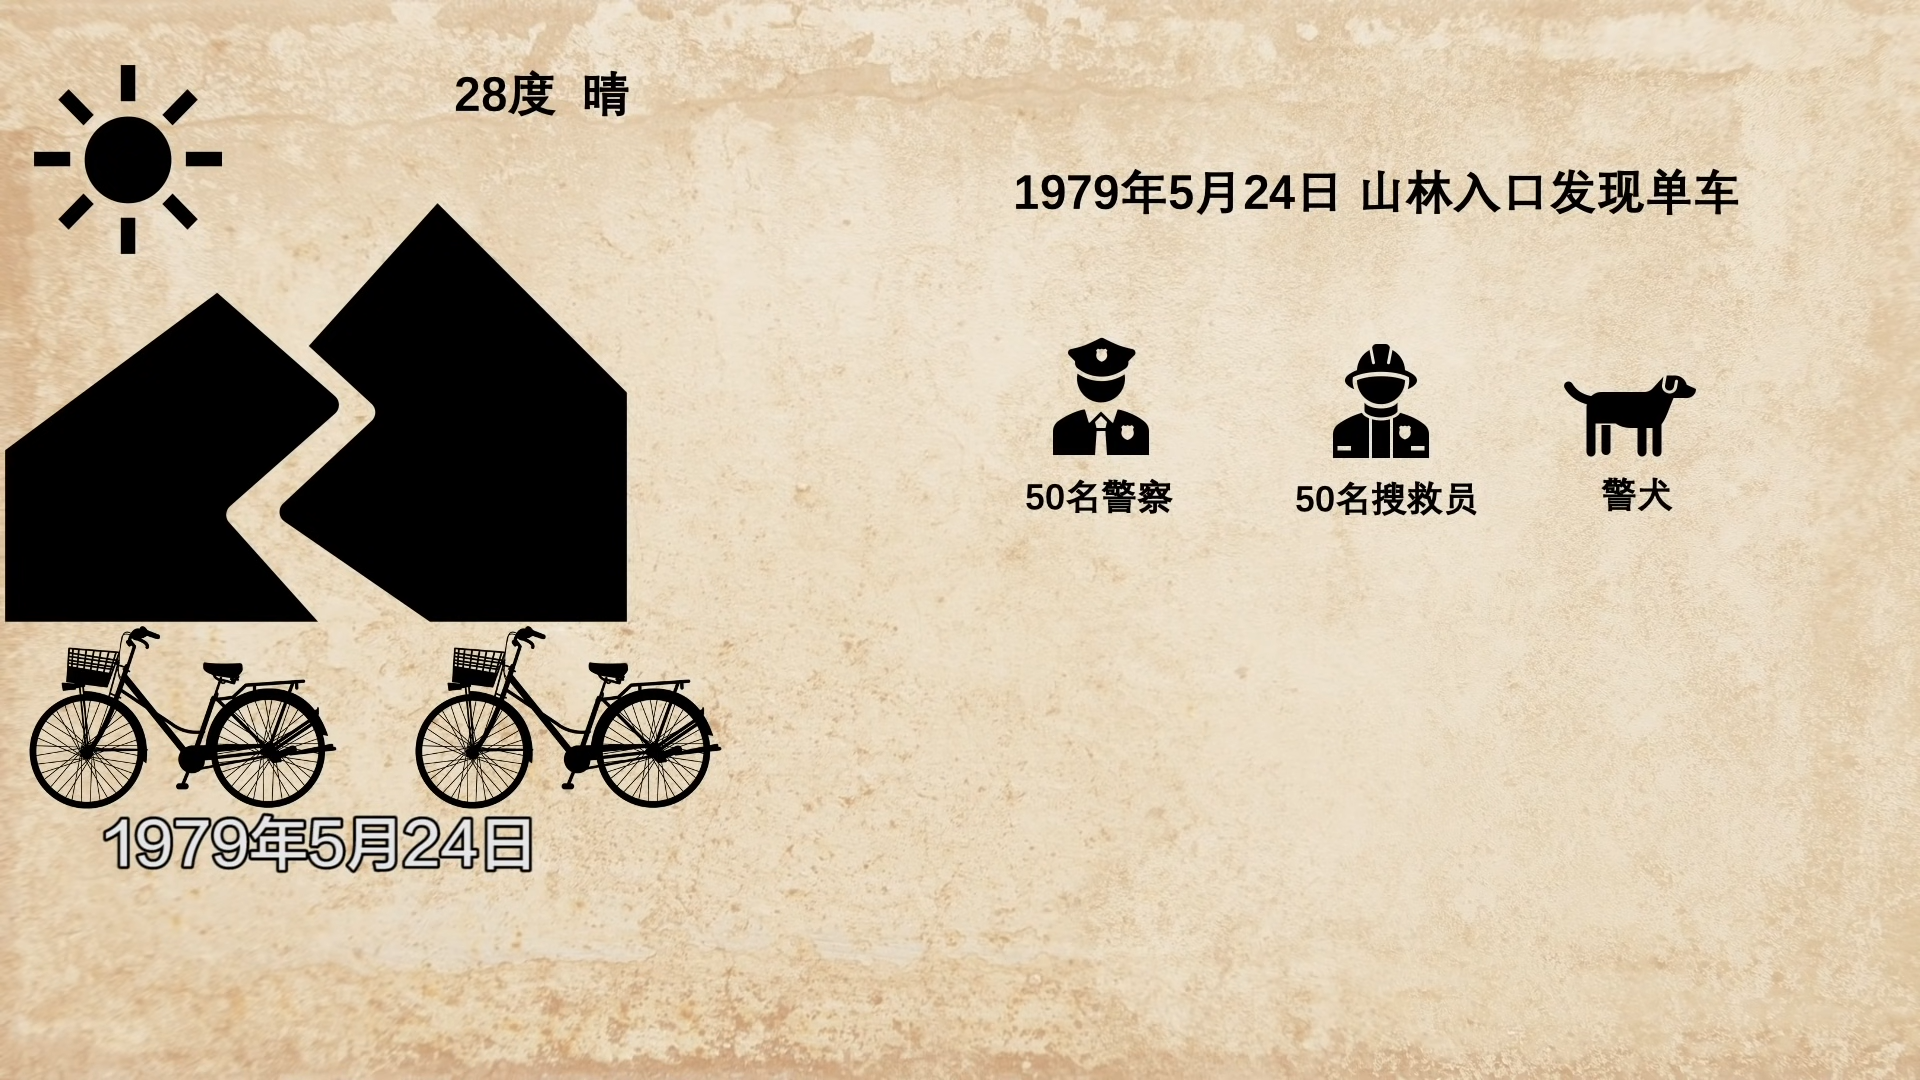 28度 晴
1979年5月24日 山林入口发现单车
50名警察
50名搜救员
警犬
1979年5月24日